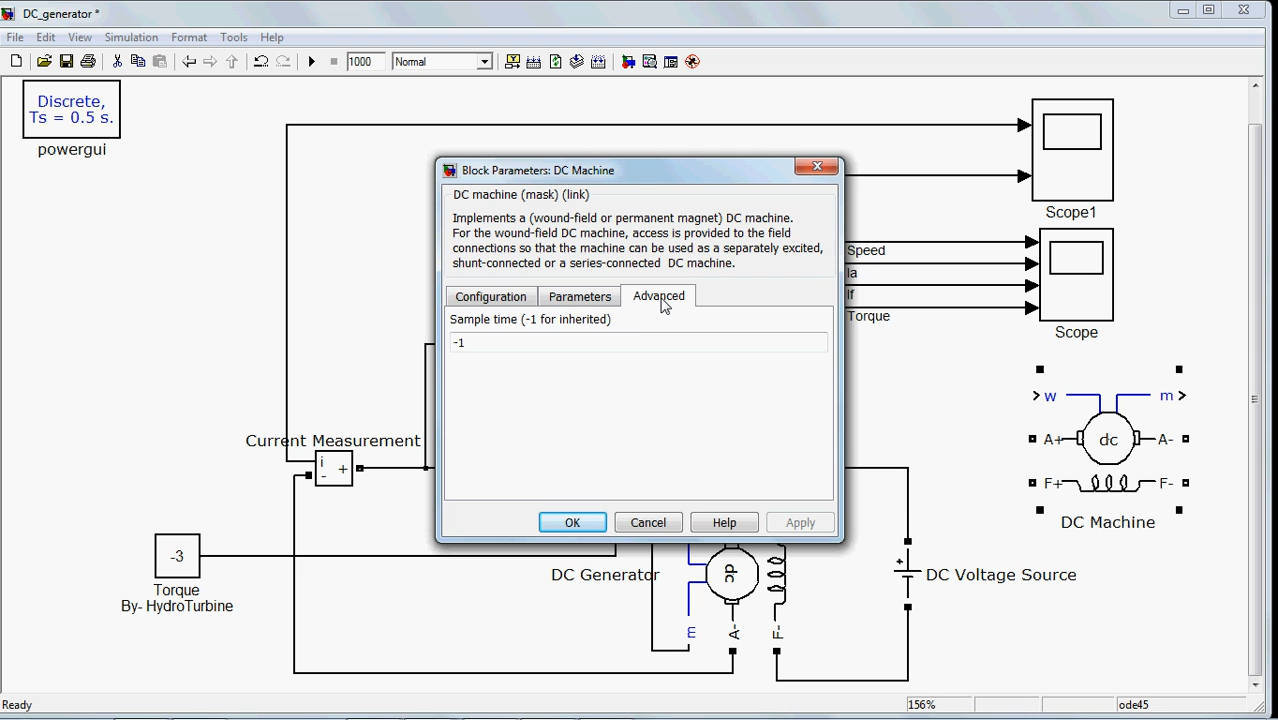 DC_generator *
File Edit View Simulation Format Tools Help
1000 Normal
Discrete,
Ts = 0.5 s.
powergui
Scope1
Block Parameters: DC Machine
DC machine (mask) (link)
Implements a (wound-field or permanent magnet) DC machine.
For the wound-field DC machine, access is provided to the field
connections so that the machine can be used as a separately excited,
shunt-connected or a series-connected DC machine.
Configuration Parameters Advanced
Sample time (-1 for inherited)
-1
OK Cancel Help Apply
Speed
Ia
If
Torque
Scope
w m
A+ dc A-
F+ F-
DC Machine
Current Measurement
i
+
-
-3
Torque
By- HydroTurbine
DC Generator
dc
m
A-
F-
+
DC Voltage Source
Ready 156% ode45